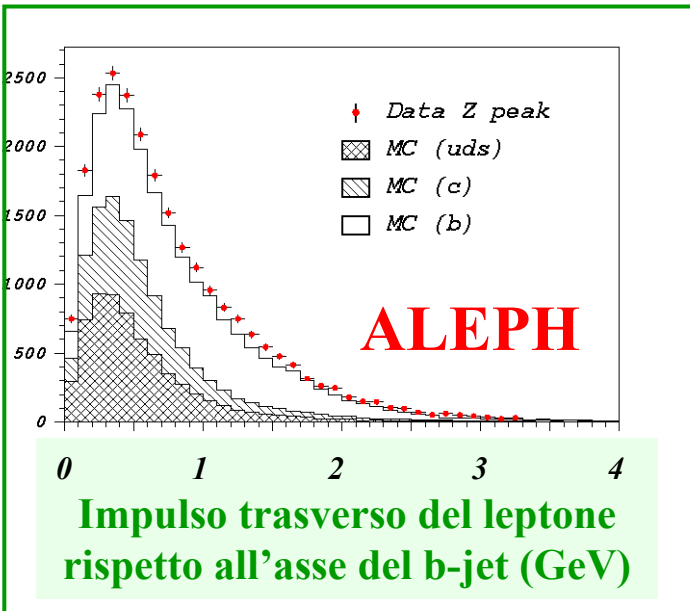 2500
2000
1500
1000
500
0
Data Z peak
MC (uds)
MC (c)
MC (b)
ALEPH
0 1 2 3 4
Impulso trasverso del leptone
rispetto all'asse del b-jet (GeV)